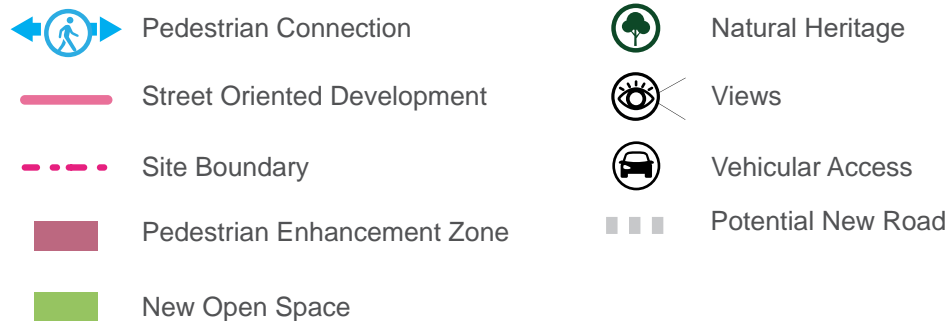 Pedestrian Connection
Street Oriented Development
Site Boundary
Pedestrian Enhancement Zone
New Open Space
Natural Heritage
Views
Vehicular Access
Potential New Road